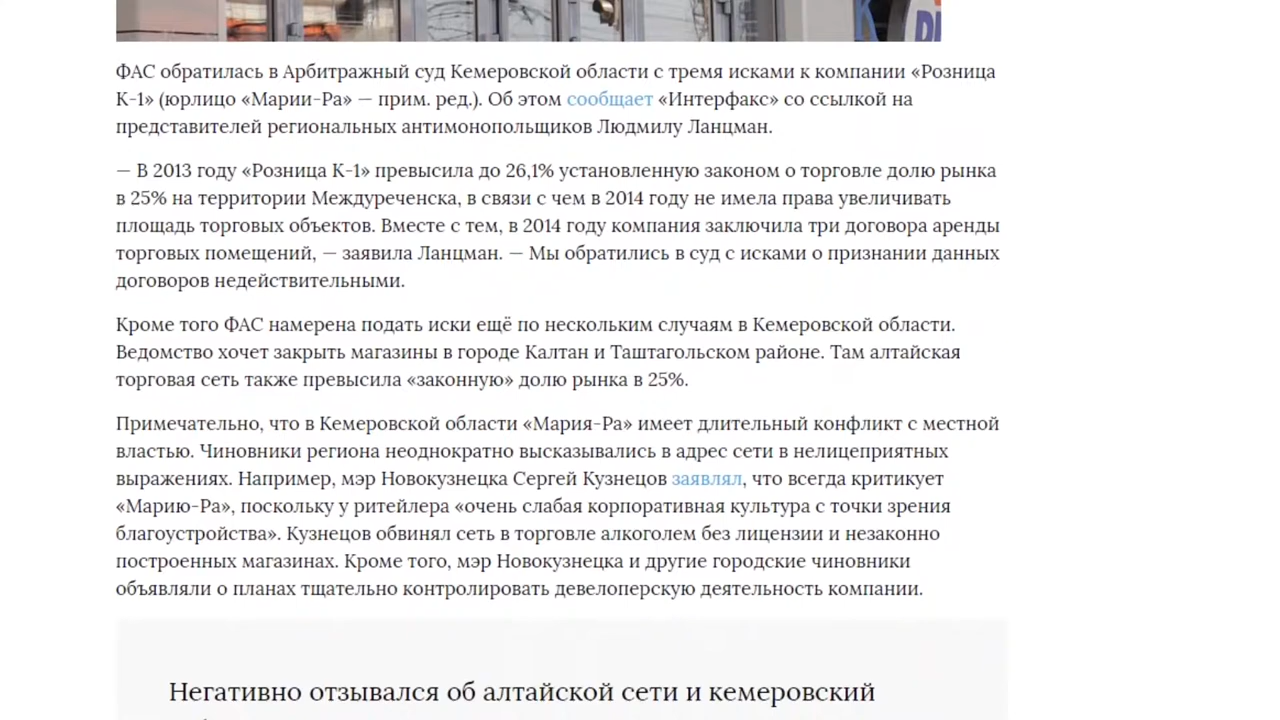 ФАС обратилась в Арбитражный суд Кемеровской области с тремя исками к компании «Розница
К-1» (юрлицо «Марии-Ра» — прим. ред.). Об этом сообщает «Интерфакс» со ссылкой на
представителей региональных антимонопольщиков Людмилу Ланцман.
— В 2013 году «Розница К-1» превысила до 26,1% установленную законом о торговле долю рынка
в 25% на территории Междуреченска, в связи с чем в 2014 году не имела права увеличивать
площадь торговых объектов. Вместе с тем, в 2014 году компания заключила три договора аренды
торговых помещений, — заявила Ланцман. — Мы обратились в суд с исками о признании данных
договоров недействительными.
Кроме того ФАС намерена подать иски ещё по нескольким случаям в Кемеровской области.
Ведомство хочет закрыть магазины в городе Калтан и Таштагольском районе. Там алтайская
торговая сеть также превысила «законную» долю рынка в 25%.
Примечательно, что в Кемеровской области «Мария-Ра» имеет длительный конфликт с местной
властью. Чиновники региона неоднократно высказывались в адрес сети в нелицеприятных
выражениях. Например, мэр Новокузнецка Сергей Кузнецов заявлял, что всегда критикует
«Марию-Ра», поскольку у ритейлера «очень слабая корпоративная культура с точки зрения
благоустройства». Кузнецов обвинял сеть в торговле алкоголем без лицензии и незаконно
построенных магазинах. Кроме того, мэр Новокузнецка и другие городские чиновники
объявляли о планах тщательно контролировать девелоперскую деятельность компании.
Негативно отзывался об алтайской сети и кемеровский